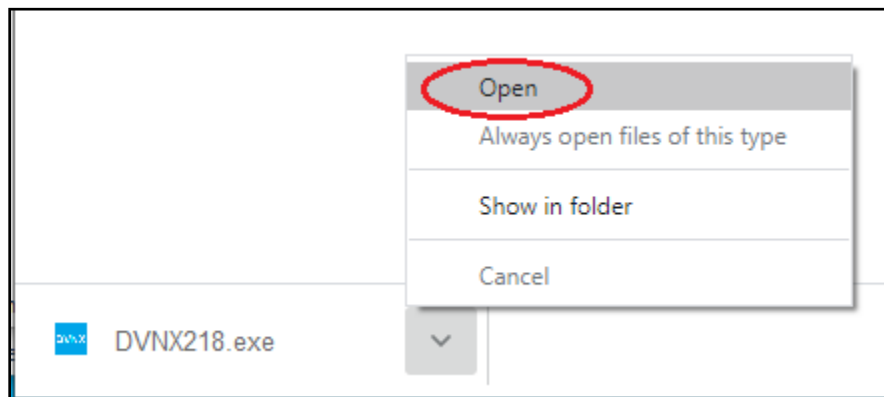 Open
Always open files of this type
Show in folder
Cancel
DVNX218.exe